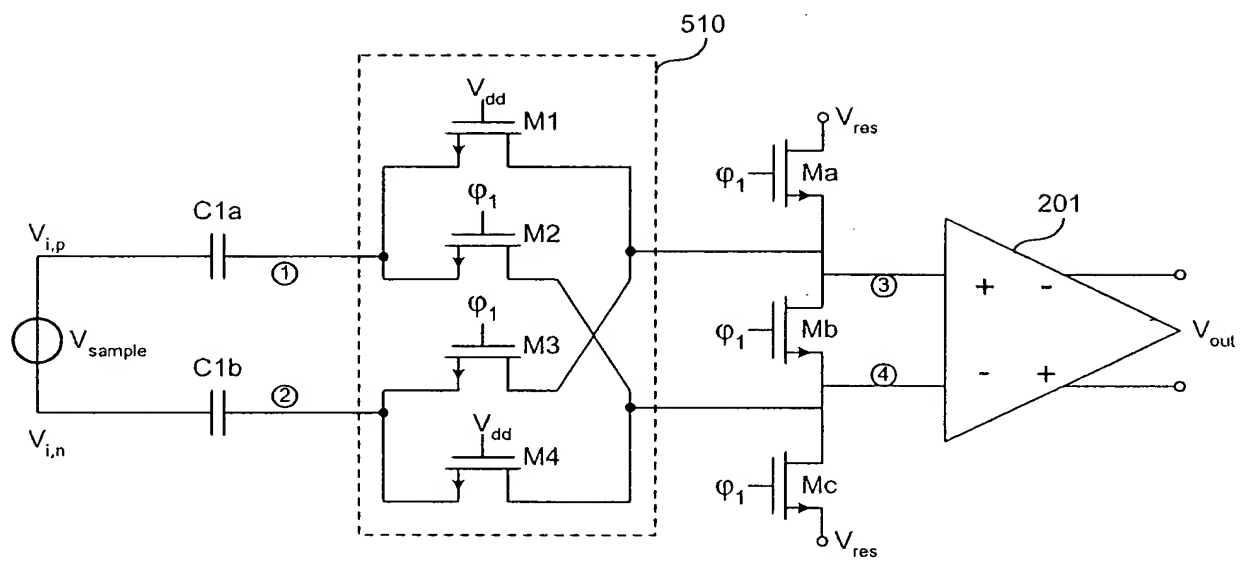 510
V_dd
M1
V_res
φ_1
Ma
201
C1a
φ_1
M2
V_i,p
①
③
+ -
V_sample
φ_1
M3
φ_1
Mb
V_out
C1b
②
④
- +
V_i,n
V_dd
M4
φ_1
Mc
V_res